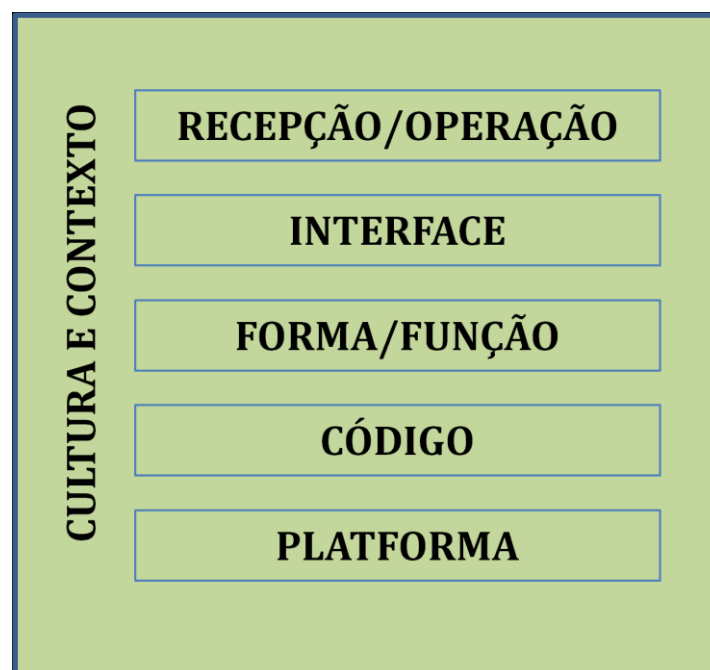 CULTURA E CONTEXTO
RECEPÇÃO/OPERAÇÃO
INTERFACE
FORMA/FUNÇÃO
CÓDIGO
PLATFORMA